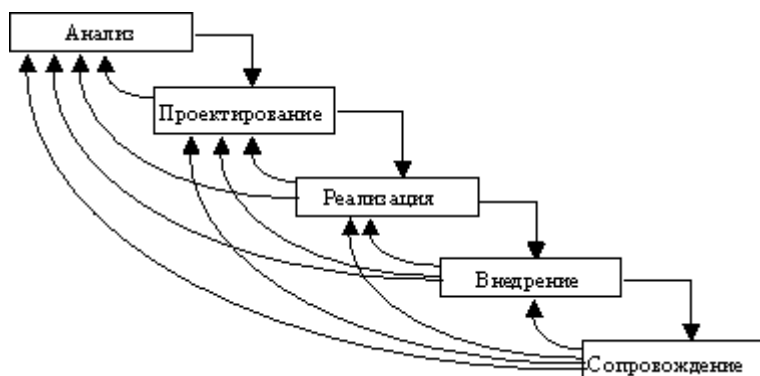 Анализ
Проектирование
Реализация
Внедрение
Сопровождение